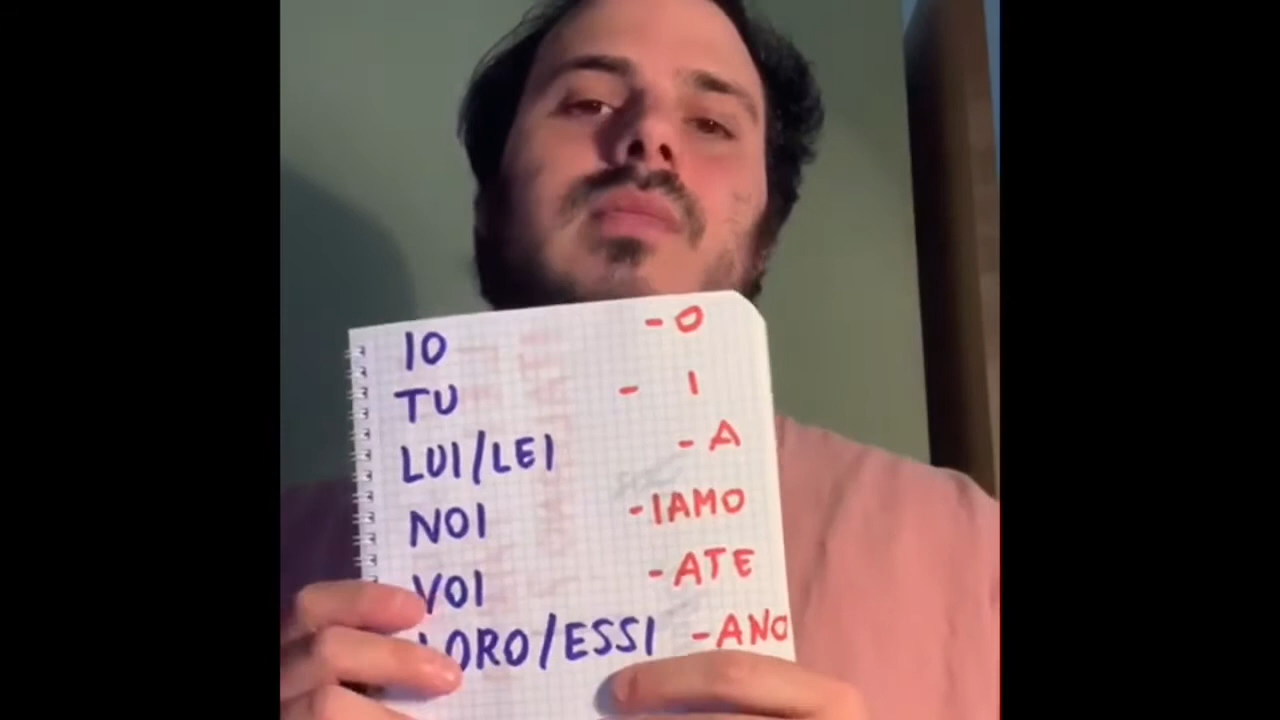 IO - O
TU - I
LUI/LEI - A
NOI -IAMO
VOI -ATE
LORO/ESSI -ANO